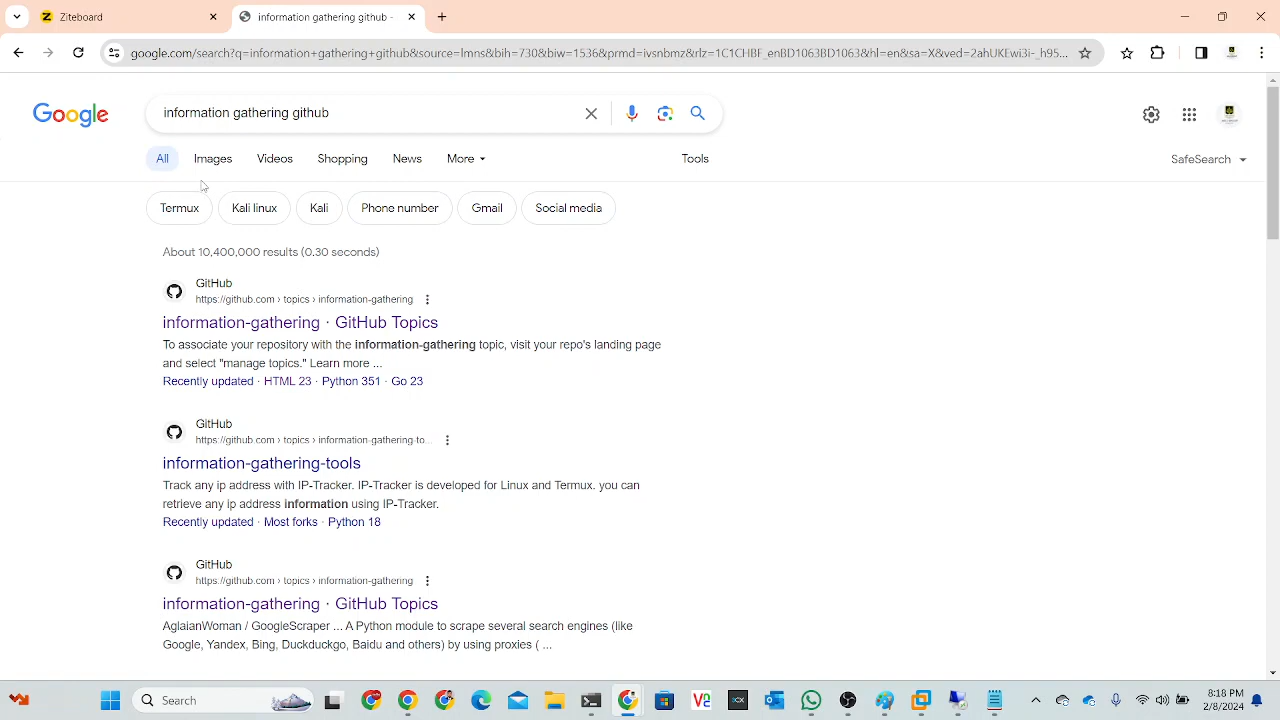 Ziteboard
information gathering github -
google.com/search?q=information+gathering+github&source=lmns&bih=730&biw=1536&prmd=ivsnbmz&rlz=1C1CHBF_enBD1063BD1063&hl=en&sa=X&ved=2ahUKEwi3i-_h95...
Google
information gathering github
All
Images
Videos
Shopping
News
More
Tools
SafeSearch
Termux
Kali linux
Kali
Phone number
Gmail
Social media
About 10,400,000 results (0.30 seconds)
GitHub
https://github.com › topics › information-gathering
information-gathering · GitHub Topics
To associate your repository with the information-gathering topic, visit your repo's landing page
and select "manage topics." Learn more ...
Recently updated · HTML 23 · Python 351 · Go 23
GitHub
https://github.com › topics › information-gathering-to...
information-gathering-tools
Track any ip address with IP-Tracker. IP-Tracker is developed for Linux and Termux. you can
retrieve any ip address information using IP-Tracker.
Recently updated · Most forks · Python 18
GitHub
https://github.com › topics › information-gathering
information-gathering · GitHub Topics
AglaianWoman / GoogleScraper ... A Python module to scrape several search engines (like
Google, Yandex, Bing, Duckduckgo, Baidu and others) by using proxies ( ...
Search
8:18 PM
2/8/2024